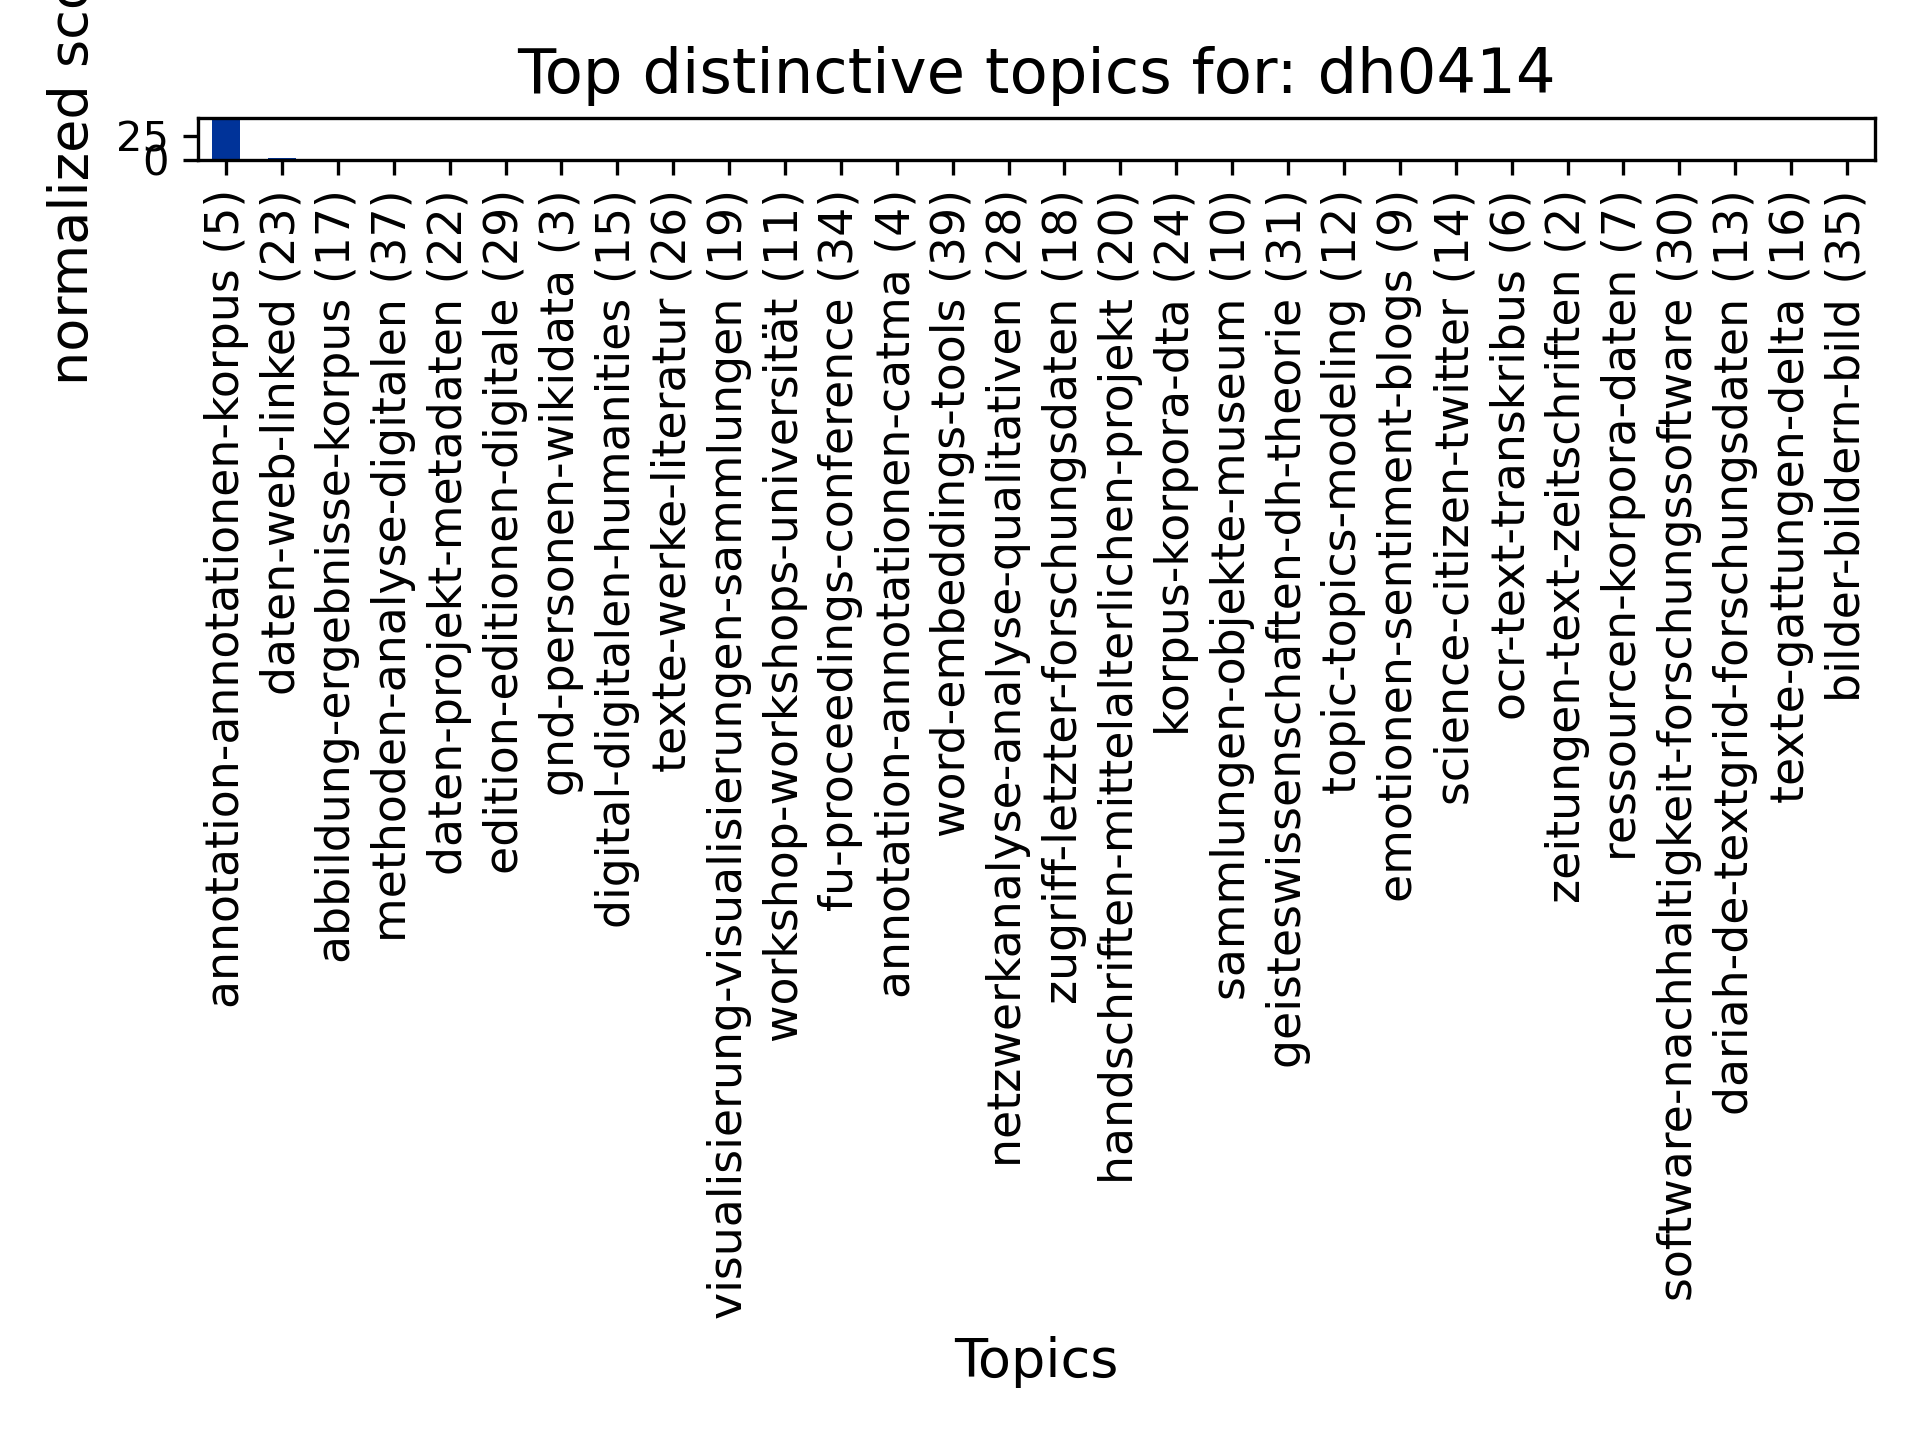 Top distinctive topics for: dh0414
normalized
25
0
annotation-annotationen-korpus (5)
daten-web-linked (23)
abbildung-ergebnisse-korpus (17)
methoden-analyse-digitalen (37)
daten-projekt-metadaten (22)
edition-editionen-digitale (29)
gnd-personen-wikidata (3)
digital-digitalen-humanities (15)
texte-werke-literatur (26)
visualisierung-visualisierungen-sammlungen (19)
workshop-workshops-universität (11)
fu-proceedings-conference (34)
annotation-annotationen-catma (4)
word-embeddings-tools (39)
netzwerkanalyse-analyse-qualitativen (28)
zugriff-letzter-forschungsdaten (18)
handschriften-mittelalterlichen-projekt (20)
korpus-korpora-dta (24)
sammlungen-objekte-museum (10)
geisteswissenschaften-dh-theorie (31)
topic-topics-modeling (12)
emotionen-sentiment-blogs (9)
science-citizen-twitter (14)
ocr-text-transkribus (6)
zeitungen-text-zeitschriften (2)
ressourcen-korpora-daten (7)
software-nachhaltigkeit-forschungssoftware (30)
dariah-de-textgrid-forschungsdaten (13)
texte-gattungen-delta (16)
bilder-bildern-bild (35)
Topics